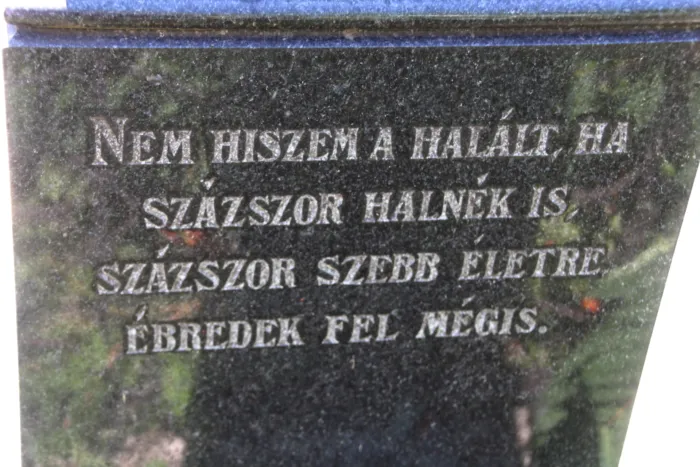 NEM HISZEM A HALÁLT, HA
SZÁZSZOR HALNÉK IS,
SZÁZSZOR SZEBB ÉLETRE
ÉBREDEK FEL MÉGIS.